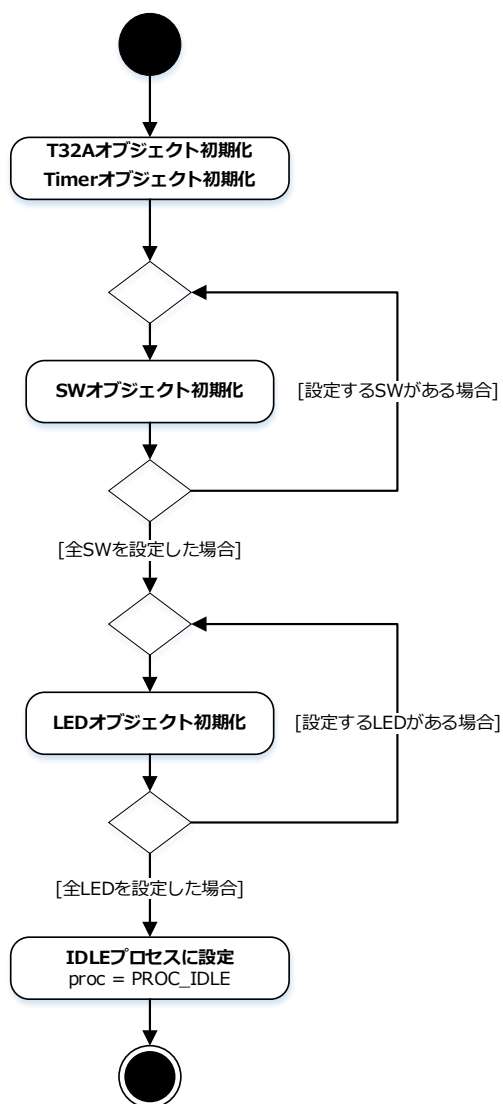 T32Aオブジェクト初期化
Timerオブジェクト初期化
SWオブジェクト初期化
[設定するSWがある場合]
[全SWを設定した場合]
LEDオブジェクト初期化
[設定するLEDがある場合]
[全LEDを設定した場合]
IDLEプロセスに設定
proc = PROC_IDLE